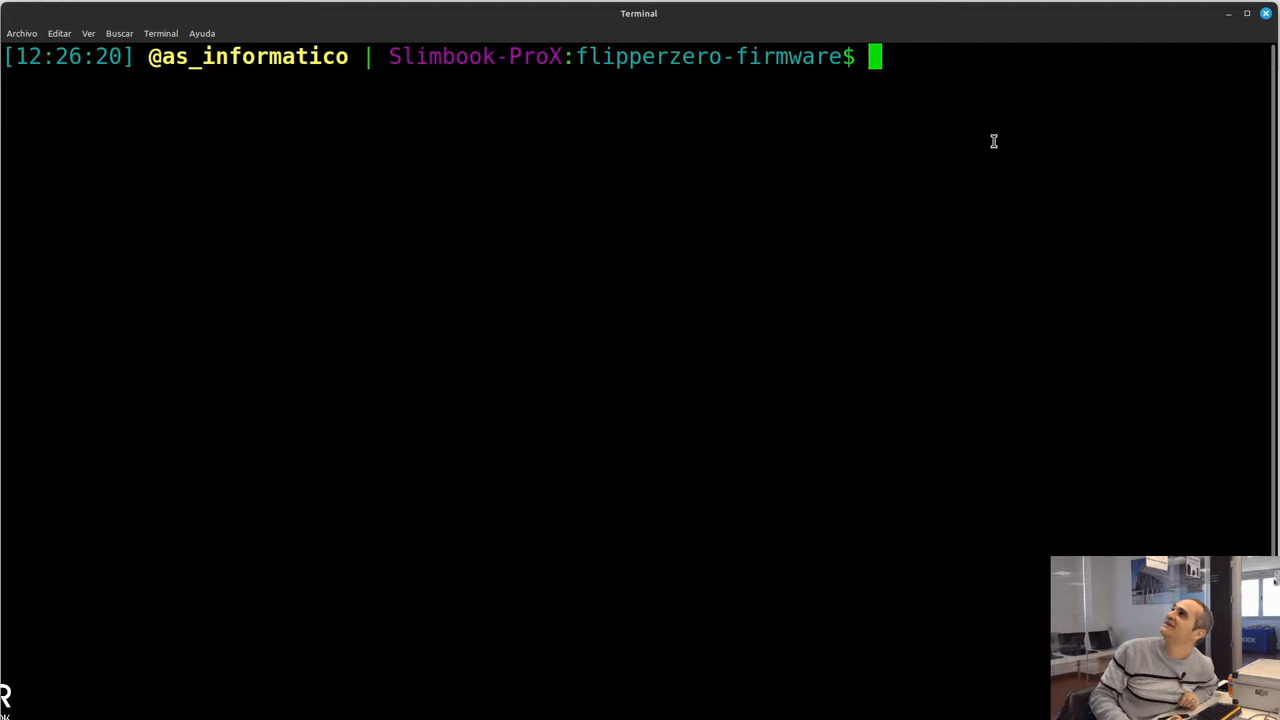 Terminal
Archivo Editar Ver Buscar Terminal Ayuda
[12:26:20] @as_informatico | Slimbook-ProX:flipperzero-firmware$
R